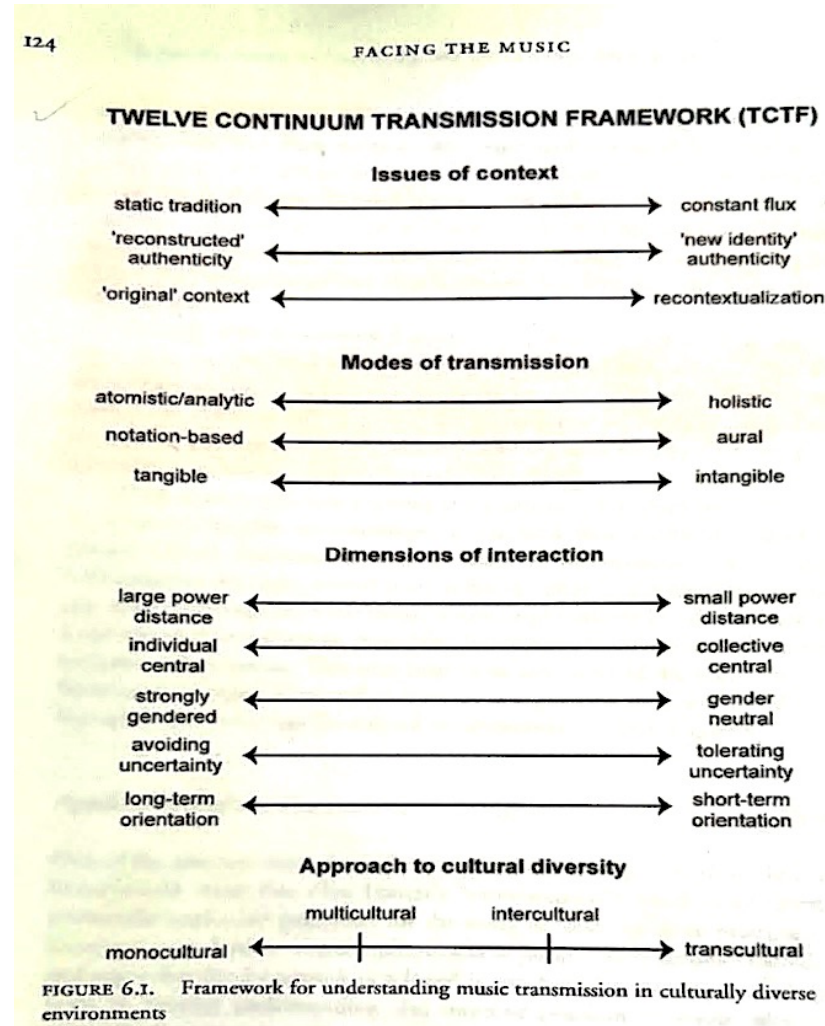 124
FACING THE MUSIC
TWELVE CONTINUUM TRANSMISSION FRAMEWORK (TCTF)
Issues of context
static tradition constant flux
'reconstructed' authenticity 'new identity' authenticity
'original' context recontextualization
Modes of transmission
atomistic/analytic holistic
notation-based aural
tangible intangible
Dimensions of interaction
large power distance small power distance
individual central collective central
strongly gendered gender neutral
avoiding uncertainty tolerating uncertainty
long-term orientation short-term orientation
Approach to cultural diversity
multicultural intercultural
monocultural transcultural
FIGURE 6.1. Framework for understanding music transmission in culturally diverse
environments